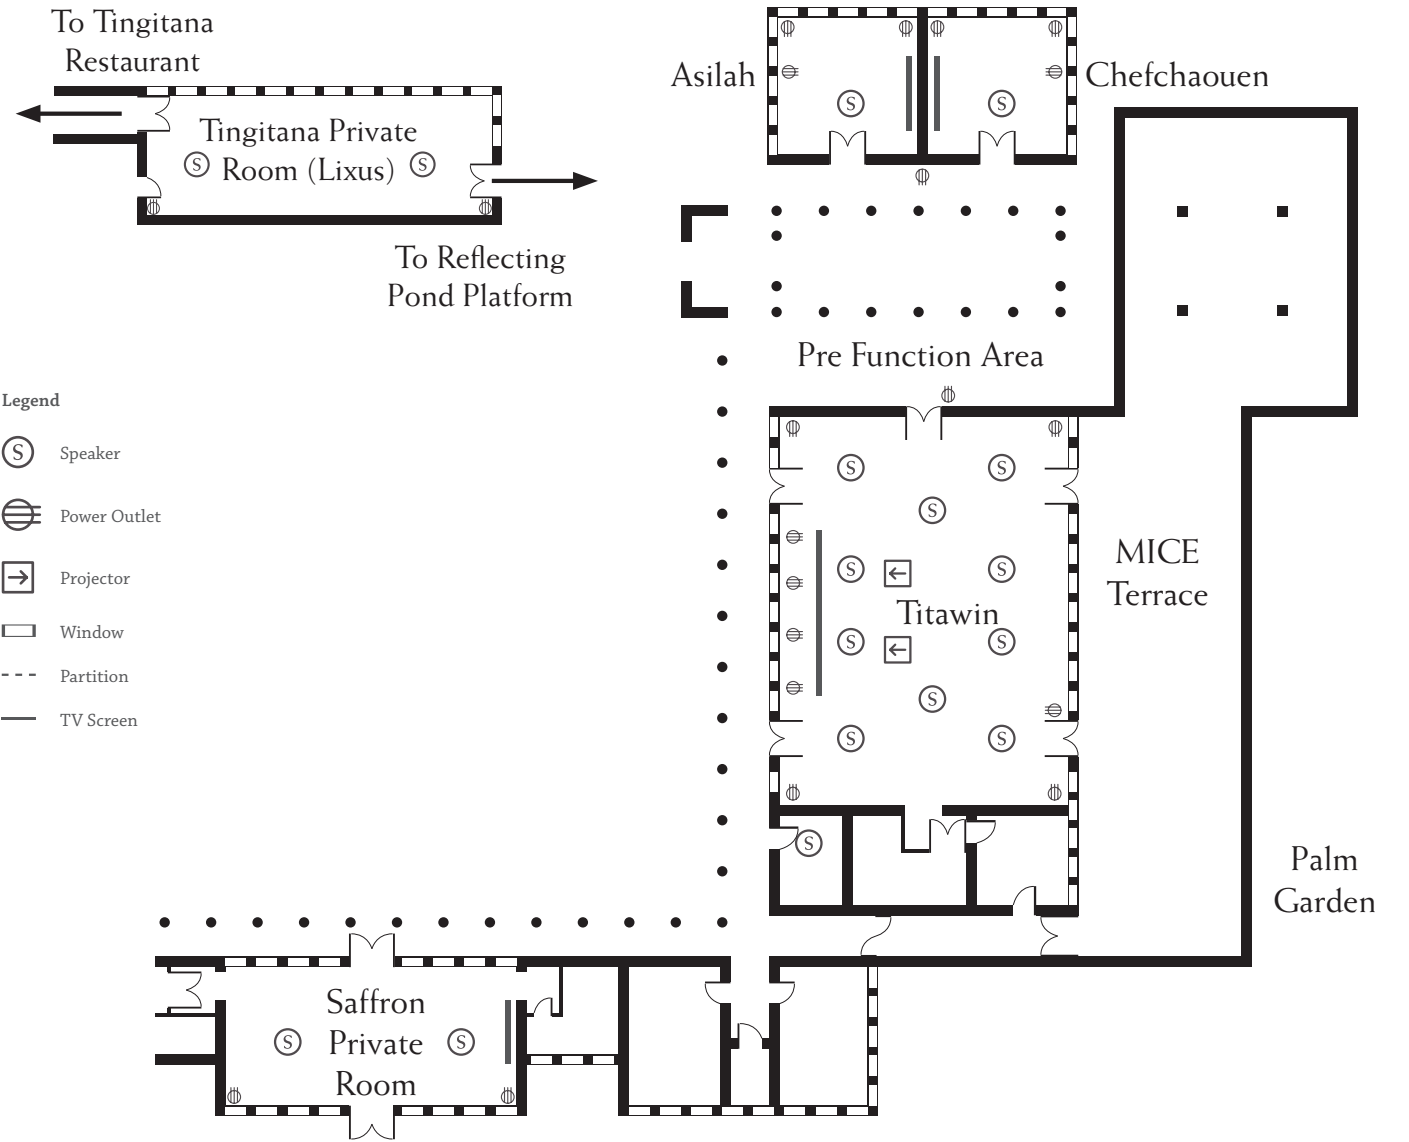 To Tingitana
Restaurant
Tingitana Private
S Room (Lixus) S
To Reflecting
Pond Platform
Asilah
Chefchaouen
S
S
Pre Function Area
Legend
S Speaker
Power Outlet
Projector
Window
Partition
TV Screen
S
S
S
S
S
Titawin
S
S
S
S
S
S
MICE
Terrace
Palm
Garden
Saffron
S Private S
Room